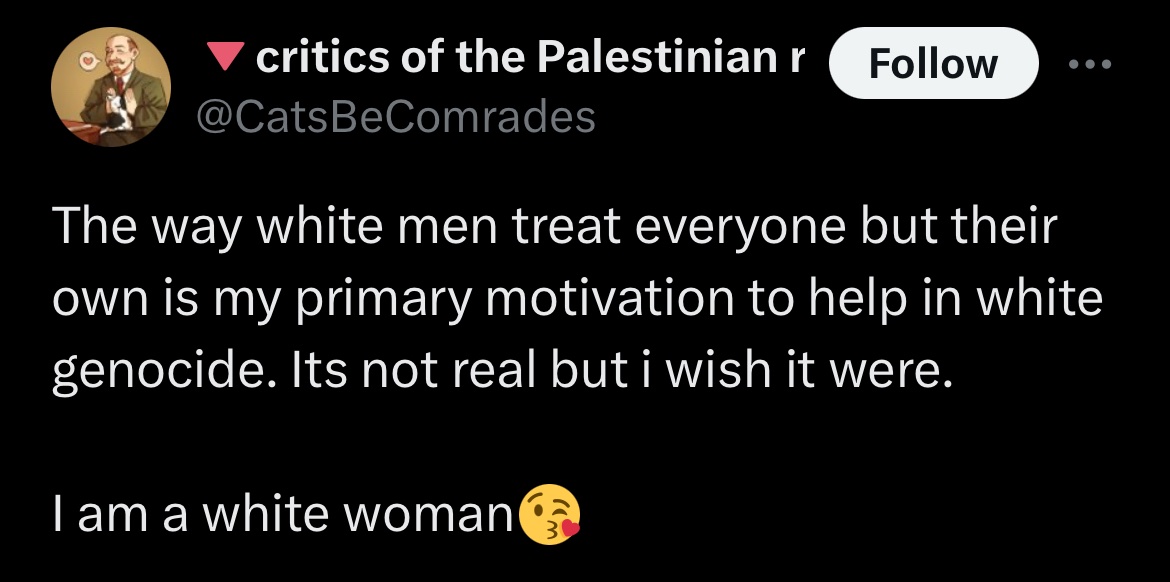 🔻critics of the Palestinian r
Follow
@CatsBeComrades
The way white men treat everyone but their
own is my primary motivation to help in white
genocide. Its not real but i wish it were.
I am a white woman😘